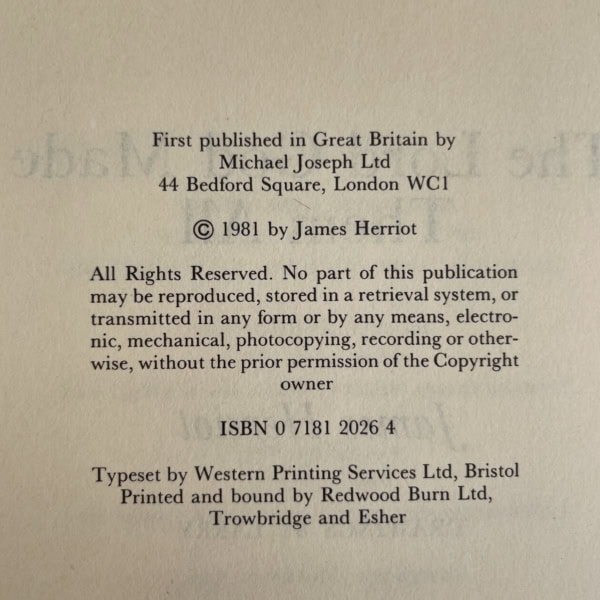 First published in Great Britain by
Michael Joseph Ltd
44 Bedford Square, London WC1
© 1981 by James Herriot
All Rights Reserved. No part of this publication
may be reproduced, stored in a retrieval system, or
transmitted in any form or by any means, electro-
nic, mechanical, photocopying, recording or other-
wise, without the prior permission of the Copyright
owner
ISBN 0 7181 2026 4
Typeset by Western Printing Services Ltd, Bristol
Printed and bound by Redwood Burn Ltd,
Trowbridge and Esher